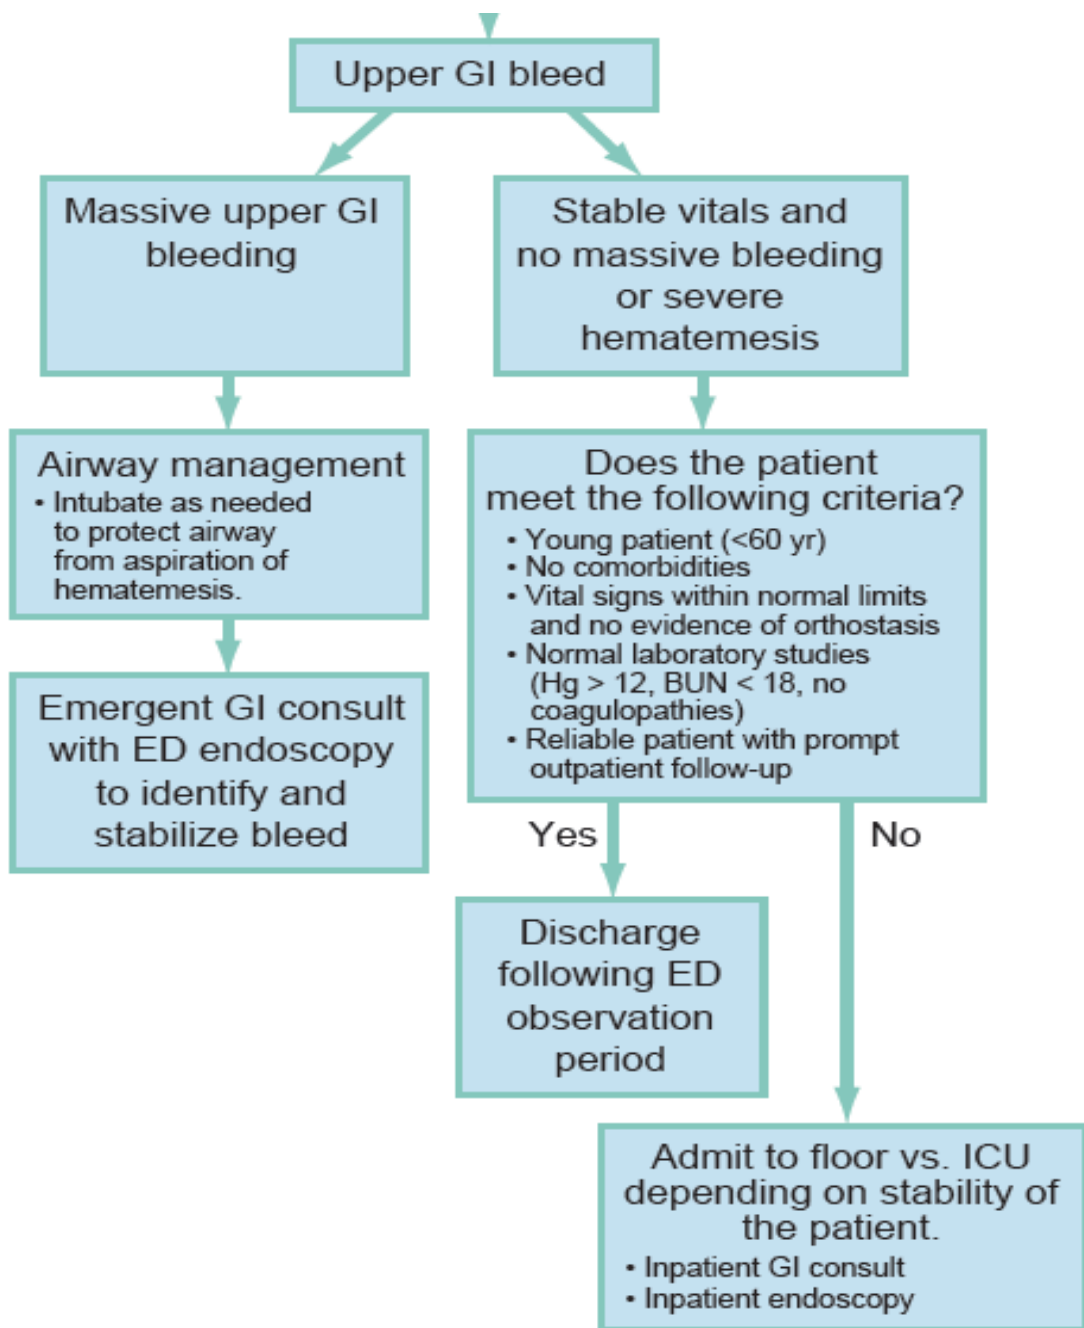 Upper GI bleed
Massive upper GI
bleeding
Stable vitals and
no massive bleeding
or severe
hematemesis
Airway management
• Intubate as needed
to protect airway
from aspiration of
hematemesis.
Does the patient
meet the following criteria?
• Young patient (<60 yr)
• No comorbidities
• Vital signs within normal limits
and no evidence of orthostasis
• Normal laboratory studies
(Hg > 12, BUN < 18, no
coagulopathies)
• Reliable patient with prompt
outpatient follow-up
Emergent GI consult
with ED endoscopy
to identify and
stabilize bleed
Yes
No
Discharge
following ED
observation
period
Admit to floor vs. ICU
depending on stability of
the patient.
• Inpatient GI consult
• Inpatient endoscopy